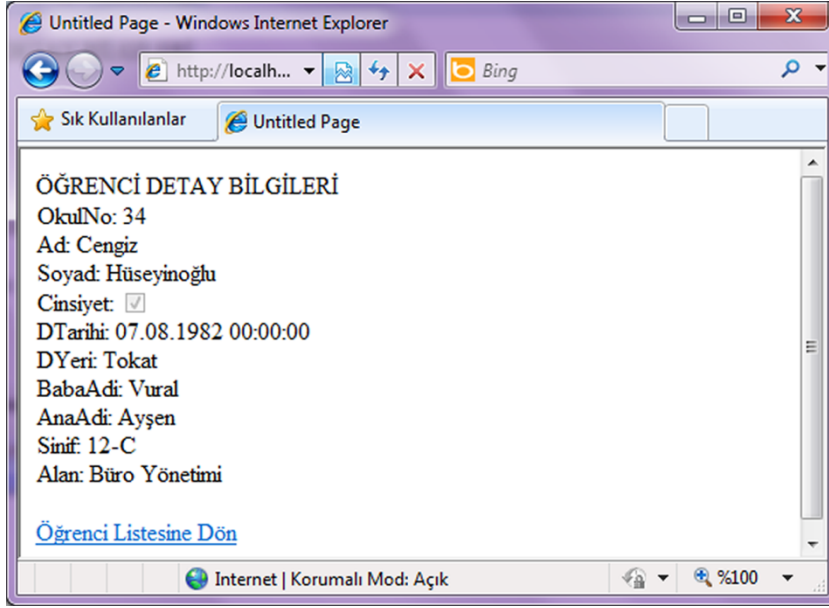 Untitled Page - Windows Internet Explorer
http://localh...
Bing
Sık Kullanılanlar
Untitled Page
ÖĞRENCİ DETAY BİLGİLERİ
OkulNo: 34
Ad: Cengiz
Soyad: Hüseyinoğlu
Cinsiyet:
DTarihi: 07.08.1982 00:00:00
DYeri: Tokat
BabaAdi: Vural
AnaAdi: Ayşen
Sinif: 12-C
Alan: Büro Yönetimi
Öğrenci Listesine Dön
Internet | Korumalı Mod: Açık
%100